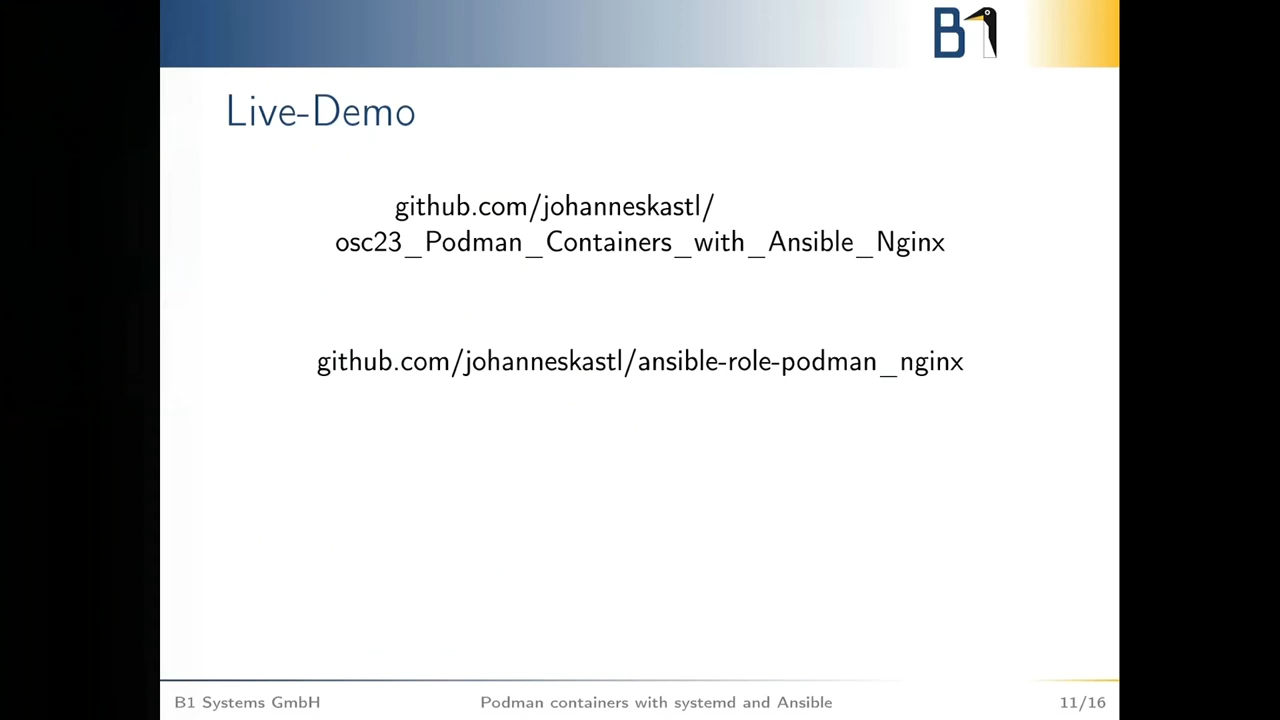 B1
Live-Demo
github.com/johanneskastl/
osc23_Podman_Containers_with_Ansible_Nginx
github.com/johanneskastl/ansible-role-podman_nginx
B1 Systems GmbH
Podman containers with systemd and Ansible
11/16